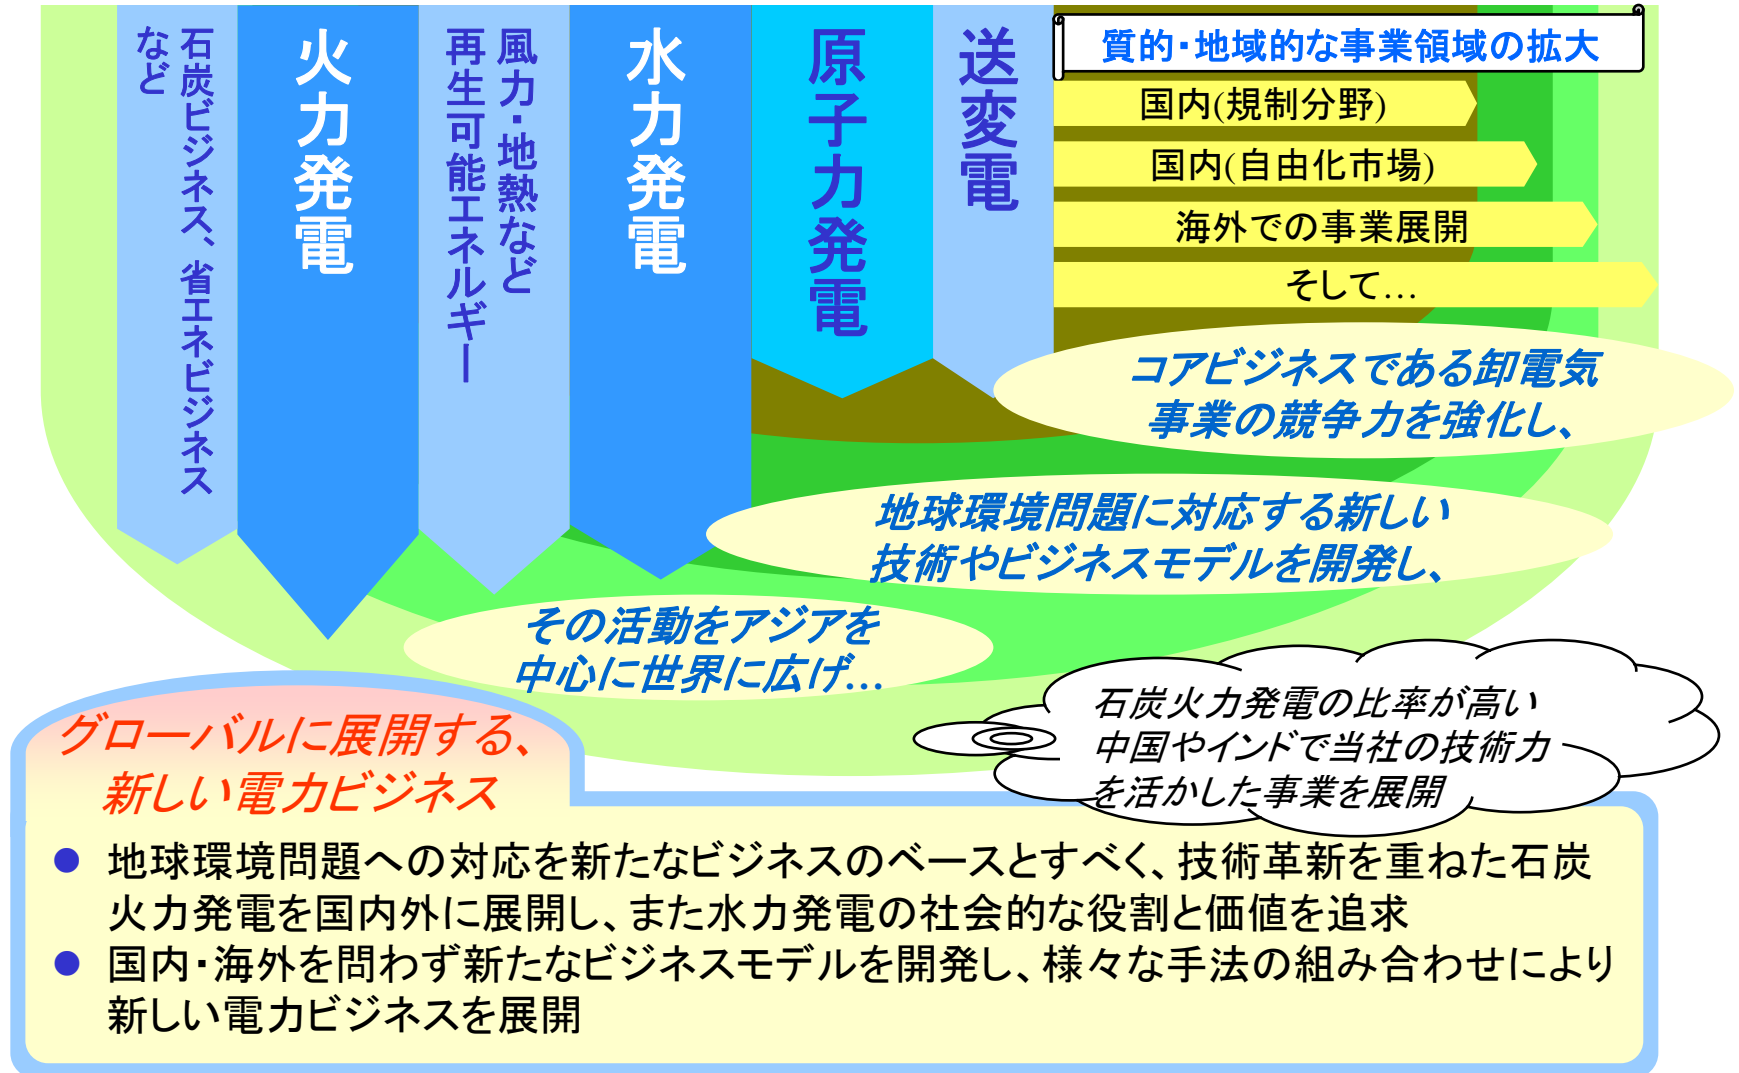 石炭ビジネス、省エネビジネス
など
火力発電
風力・地熱など
再生可能エネルギー
水力発電
原子力発電
送変電
質的・地域的な事業領域の拡大
国内(規制分野)
国内(自由化市場)
海外での事業展開
そして…
コアビジネスである卸電気
事業の競争力を強化し、
地球環境問題に対応する新しい
技術やビジネスモデルを開発し、
その活動をアジアを
中心に世界に広げ…
石炭火力発電の比率が高い
中国やインドで当社の技術力
を活かした事業を展開
グローバルに展開する、
新しい電力ビジネス
● 地球環境問題への対応を新たなビジネスのベースとすべく、技術革新を重ねた石炭
火力発電を国内外に展開し、また水力発電の社会的な役割と価値を追求
● 国内・海外を問わず新たなビジネスモデルを開発し、様々な手法の組み合わせにより
新しい電力ビジネスを展開